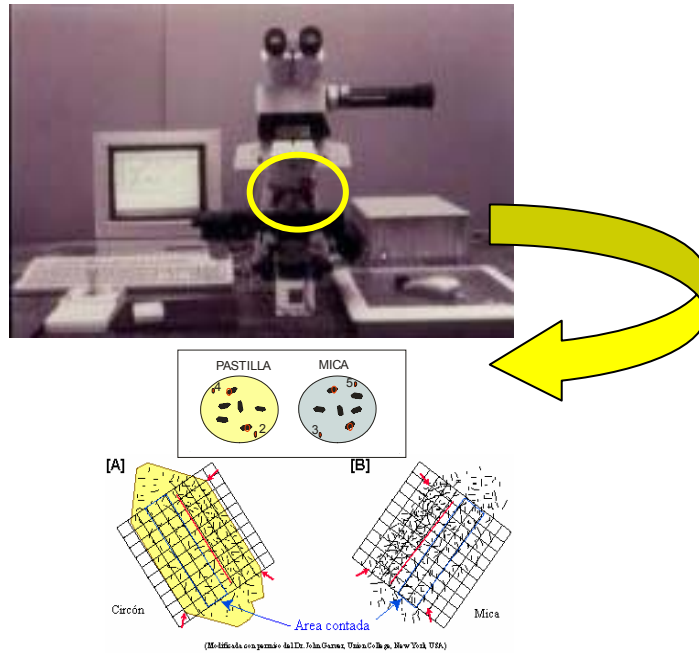 PASTILLA MICA
4 5
2 3
[A] [B]
Circón Mica
Area contada
(Modificada con permiso del Dr. John Garver, Union College, New York, USA)